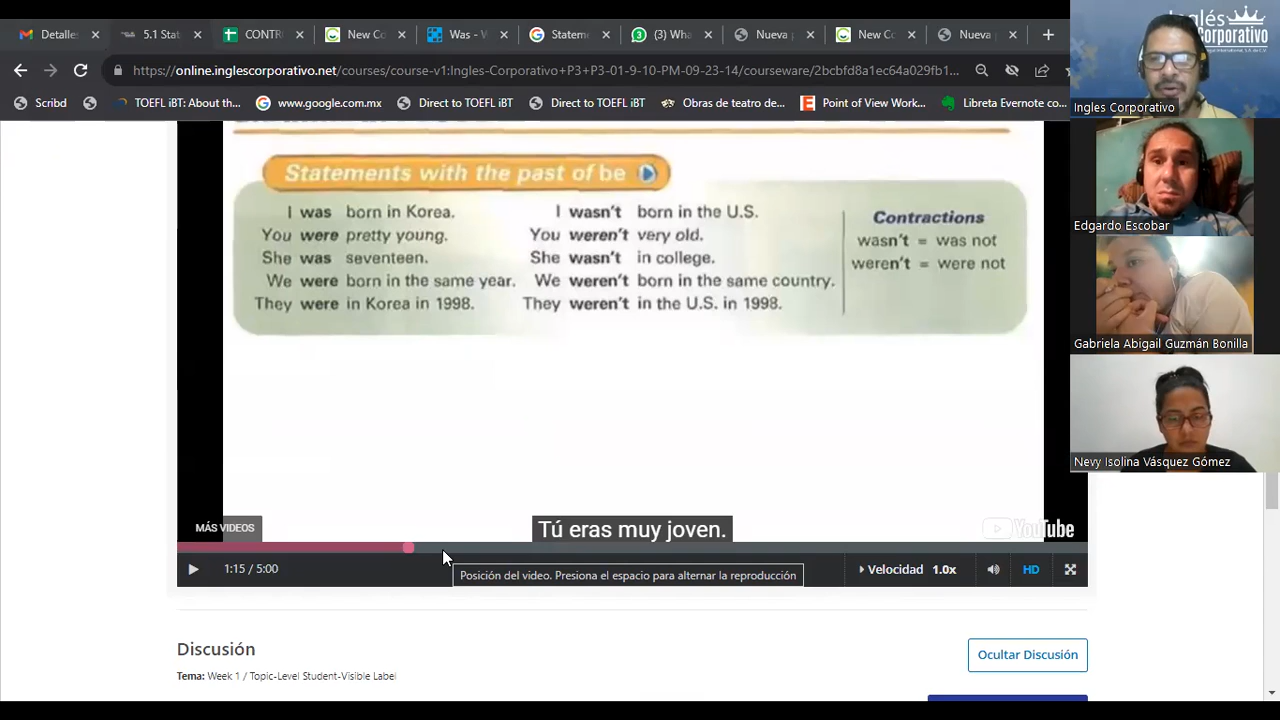 Detalles
5.1 Stat
CONTR
New Co
Was - W
Stateme
(3) Wha
Nueva p
New Co
Nueva p
https://online.inglescorporativo.net/courses/course-v1:Ingles-Corporativo+P3+P3-01-9-10-PM-09-23-14/courseware/2bcbfd8a1ec64a029fb1...
Scribd
TOEFL iBT: About th...
www.google.com.mx
Direct to TOEFL iBT
Direct to TOEFL iBT
Obras de teatro de...
Point of View Work...
Libreta Evernote co...
Inglés
Corporativo
Ingles Corporativo
Edgardo Escobar
Gabriela Abigail Guzmán Bonilla
Nevy Isolina Vásquez Gómez
Statements with the past of be
I was born in Korea. I wasn't born in the U.S.
You were pretty young. You weren't very old.
She was seventeen. She wasn't in college.
We were born in the same year. We weren't born in the same country.
They were in Korea in 1998. They weren't in the U.S. in 1998.
Contractions
wasn't = was not
weren't = were not
MÁS VIDEOS
Tú eras muy joven.
YouTube
1:15 / 5:00
Posición del video. Presiona el espacio para alternar la reproducción
Velocidad 1.0x
HD
Discusión
Ocultar Discusión
Tema: Week 1 / Topic-Level Student-Visible Label